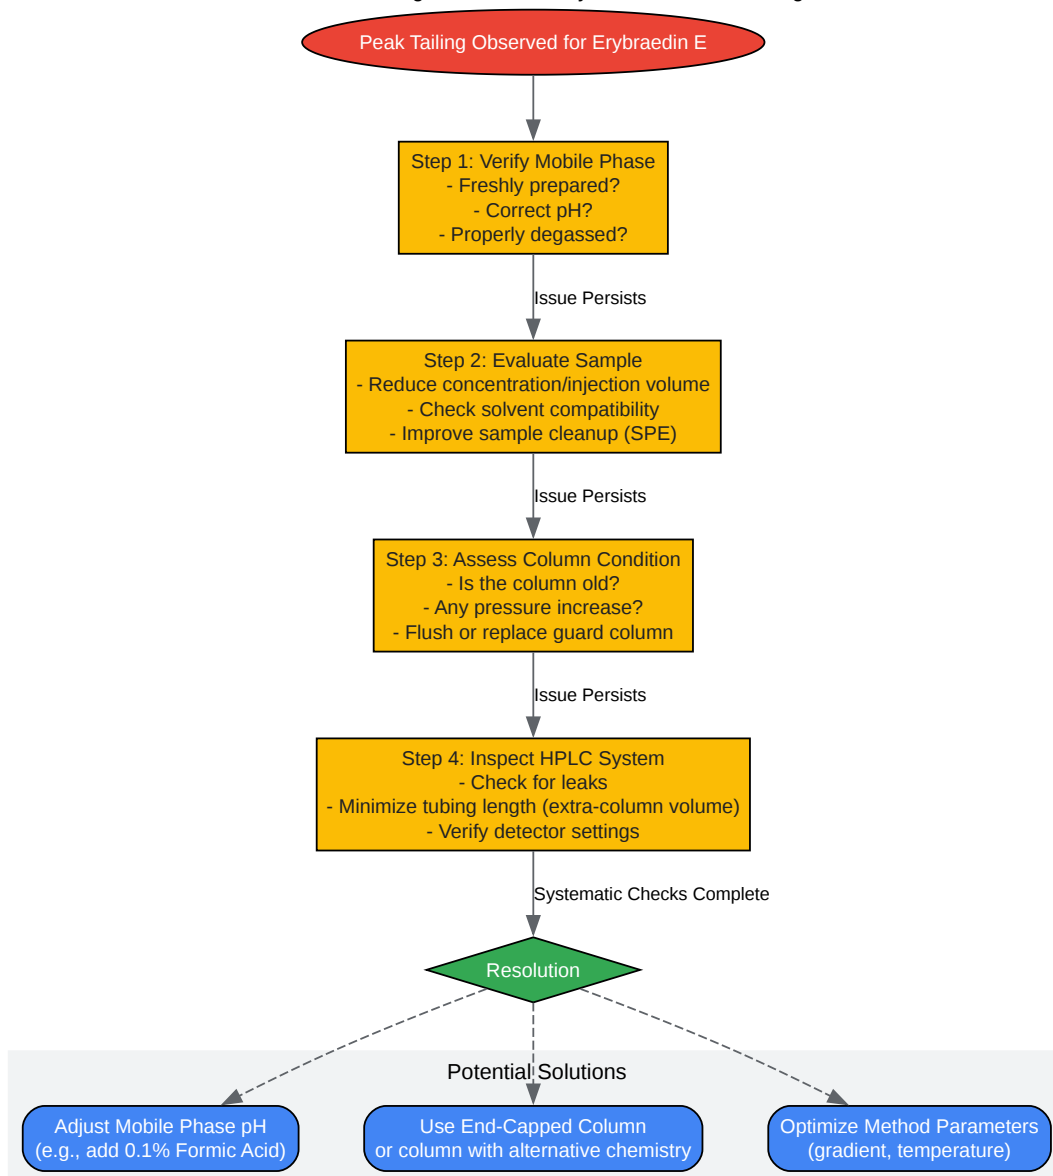 Peak Tailing Observed for Erybraedin E
Step 1: Verify Mobile Phase
- Freshly prepared?
- Correct pH?
- Properly degassed?
Issue Persists
Step 2: Evaluate Sample
- Reduce concentration/injection volume
- Check solvent compatibility
- Improve sample cleanup (SPE)
Issue Persists
Step 3: Assess Column Condition
- Is the column old?
- Any pressure increase?
- Flush or replace guard column
Issue Persists
Step 4: Inspect HPLC System
- Check for leaks
- Minimize tubing length (extra-column volume)
- Verify detector settings
Systematic Checks Complete
Resolution
Potential Solutions
Adjust Mobile Phase pH
(e.g., add 0.1% Formic Acid)
Use End-Capped Column
or column with alternative chemistry
Optimize Method Parameters
(gradient, temperature)